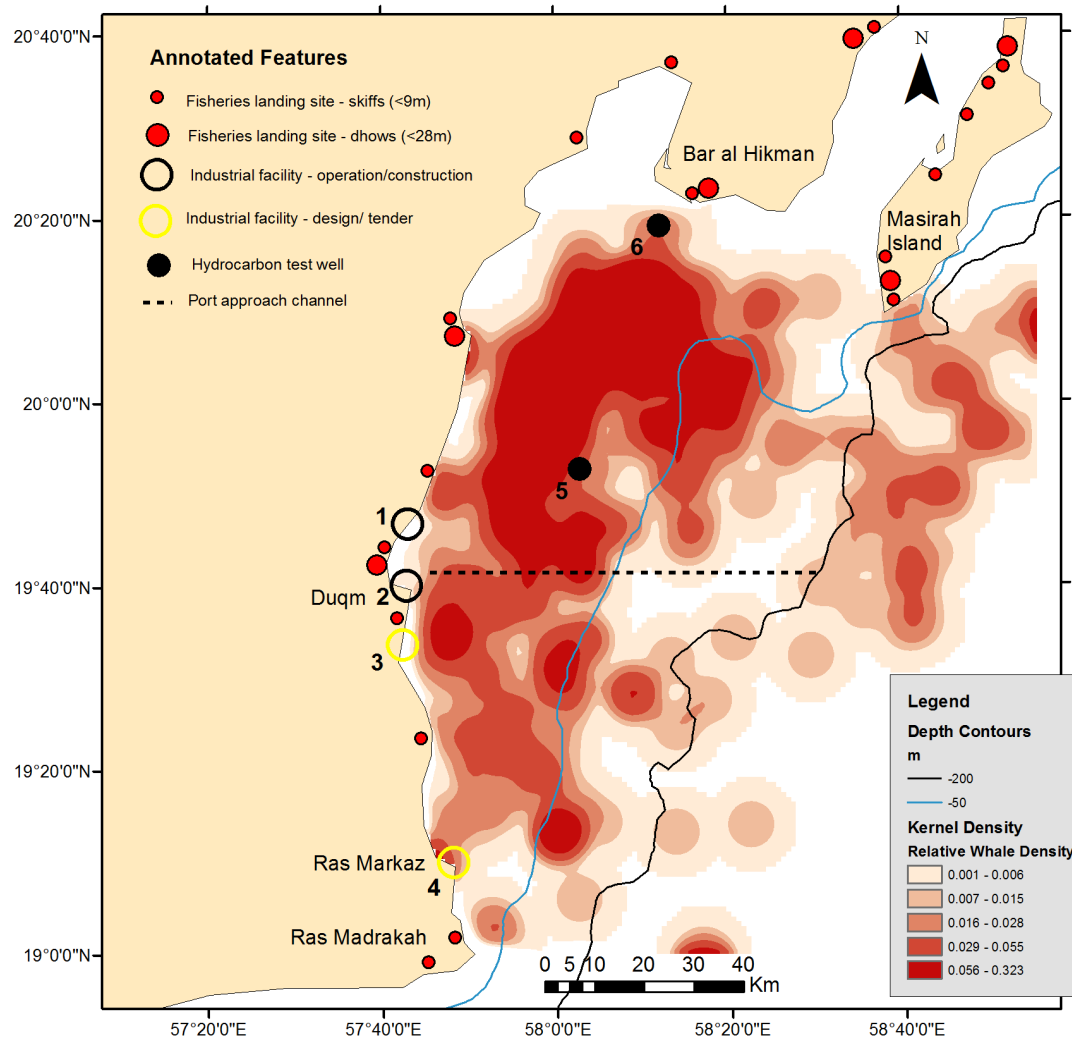 20°40'0"N
20°20'0"N
20°0'0"N
19°40'0"N
19°20'0"N
19°0'0"N
Annotated Features
Fisheries landing site - skiffs (<9m)
Fisheries landing site - dhows (<28m)
Industrial facility - operation/construction
Industrial facility - design/ tender
Hydrocarbon test well
Port approach channel
N
Bar al Hikman
Masirah
Island
6
5
1
2
Duqm
3
Ras Markaz
4
Ras Madrakah
0 5 10 20 30 40
Km
Legend
Depth Contours
m
-200
-50
Kernel Density
Relative Whale Density
0.001 - 0.006
0.007 - 0.015
0.016 - 0.028
0.029 - 0.055
0.056 - 0.323
57°20'0"E
57°40'0"E
58°0'0"E
58°20'0"E
58°40'0"E